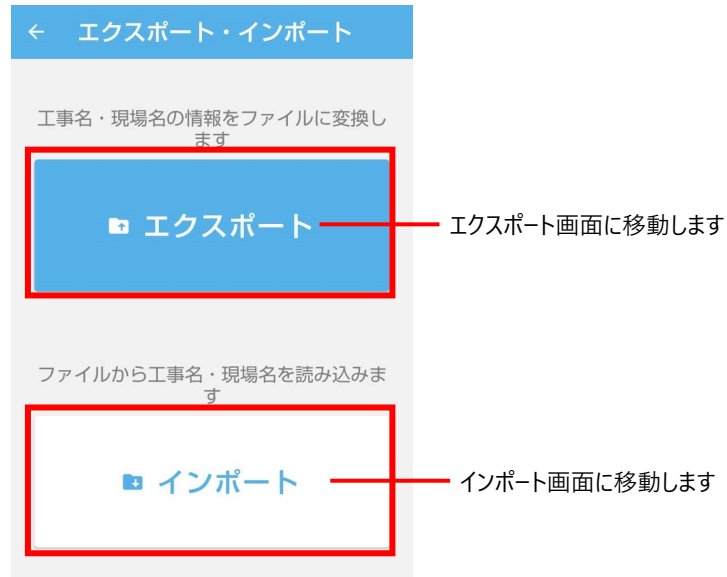 ← エクスポート・インポート
工事名・現場名の情報をファイルに変換し
ます
エクスポート
エクスポート画面に移動します
ファイルから工事名・現場名を読み込みま
す
インポート
インポート画面に移動します